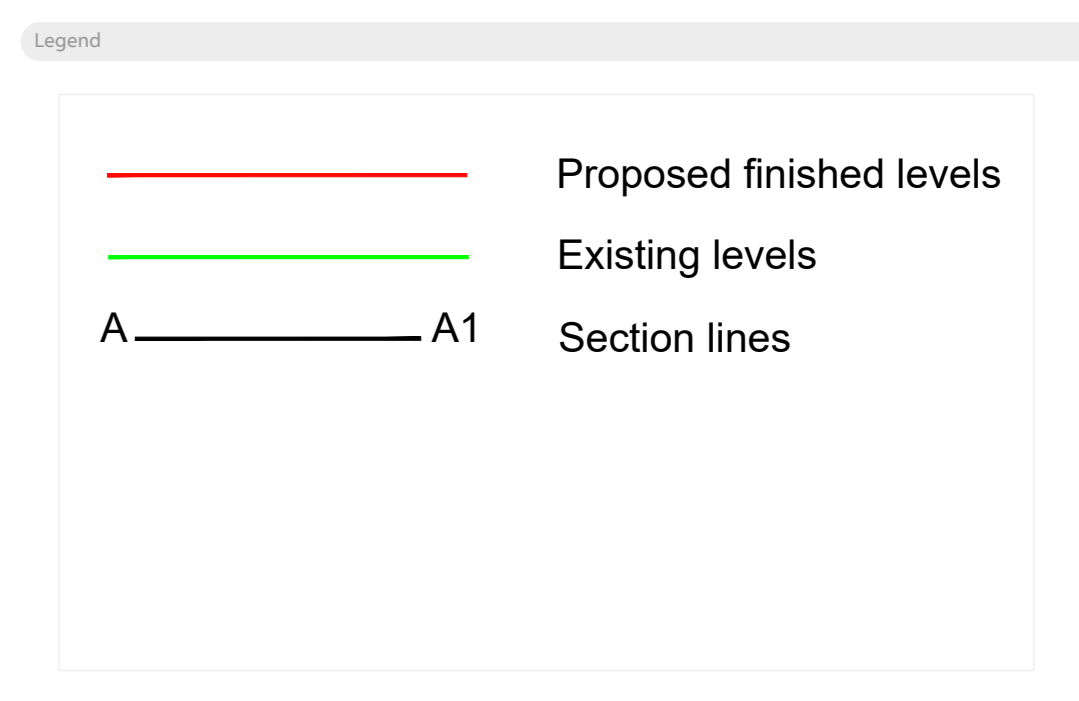 Legend
Proposed finished levels
Existing levels
A A1 Section lines